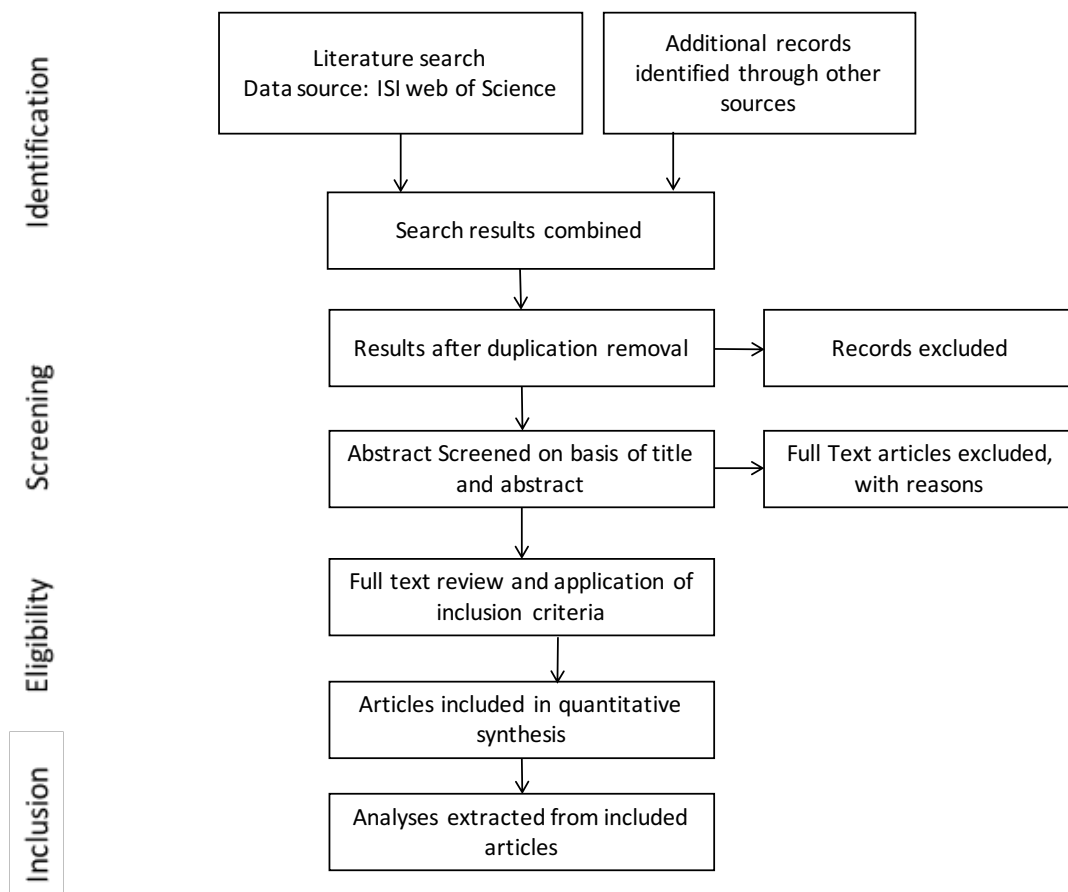 Identification
Literature search
Data source: ISI web of Science
Additional records
identified through other
sources
Search results combined
Screening
Results after duplication removal
Records excluded
Abstract Screened on basis of title
and abstract
Full Text articles excluded,
with reasons
Eligibility
Full text review and application of
inclusion criteria
Articles included in quantitative
synthesis
Inclusion
Analyses extracted from included
articles